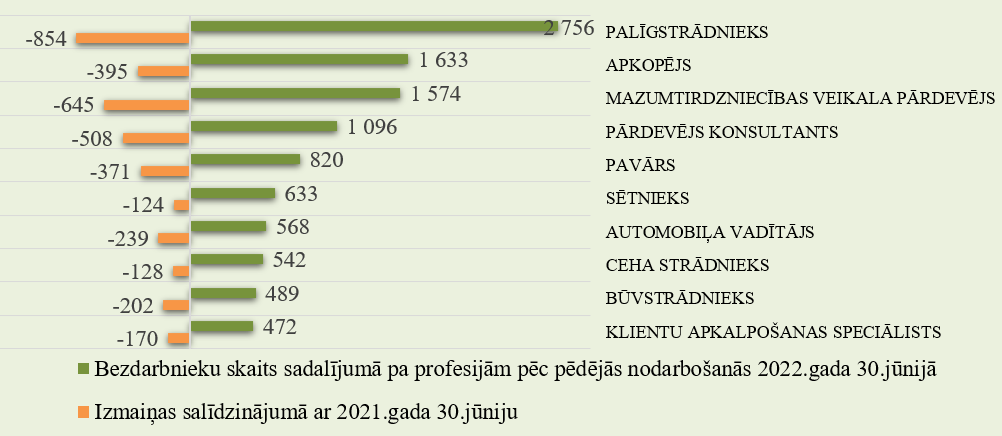 2 756 PALĪGSTRĀDNIEKS
-854
1 633 APKOPĒJS
-395
1 574 MAZUMTIRDZNIECĪBAS VEIKALA PĀRDEVĒJS
-645
1 096 PĀRDEVĒJS KONSULTANTS
-508
820 PAVĀRS
-371
633 SĒTNIEKS
-124
568 AUTOMOBIĻA VADĪTĀJS
-239
542 CEHA STRĀDNIEKS
-128
489 BŪVSTRĀDNIEKS
-202
472 KLIENTU APKALPOŠANAS SPECIĀLISTS
-170
Bezdarbnieku skaits sadalījumā pa profesijām pēc pēdējās nodarbošanās 2022.gada 30.jūnijā
Izmaiņas salīdzinājumā ar 2021.gada 30.jūniju